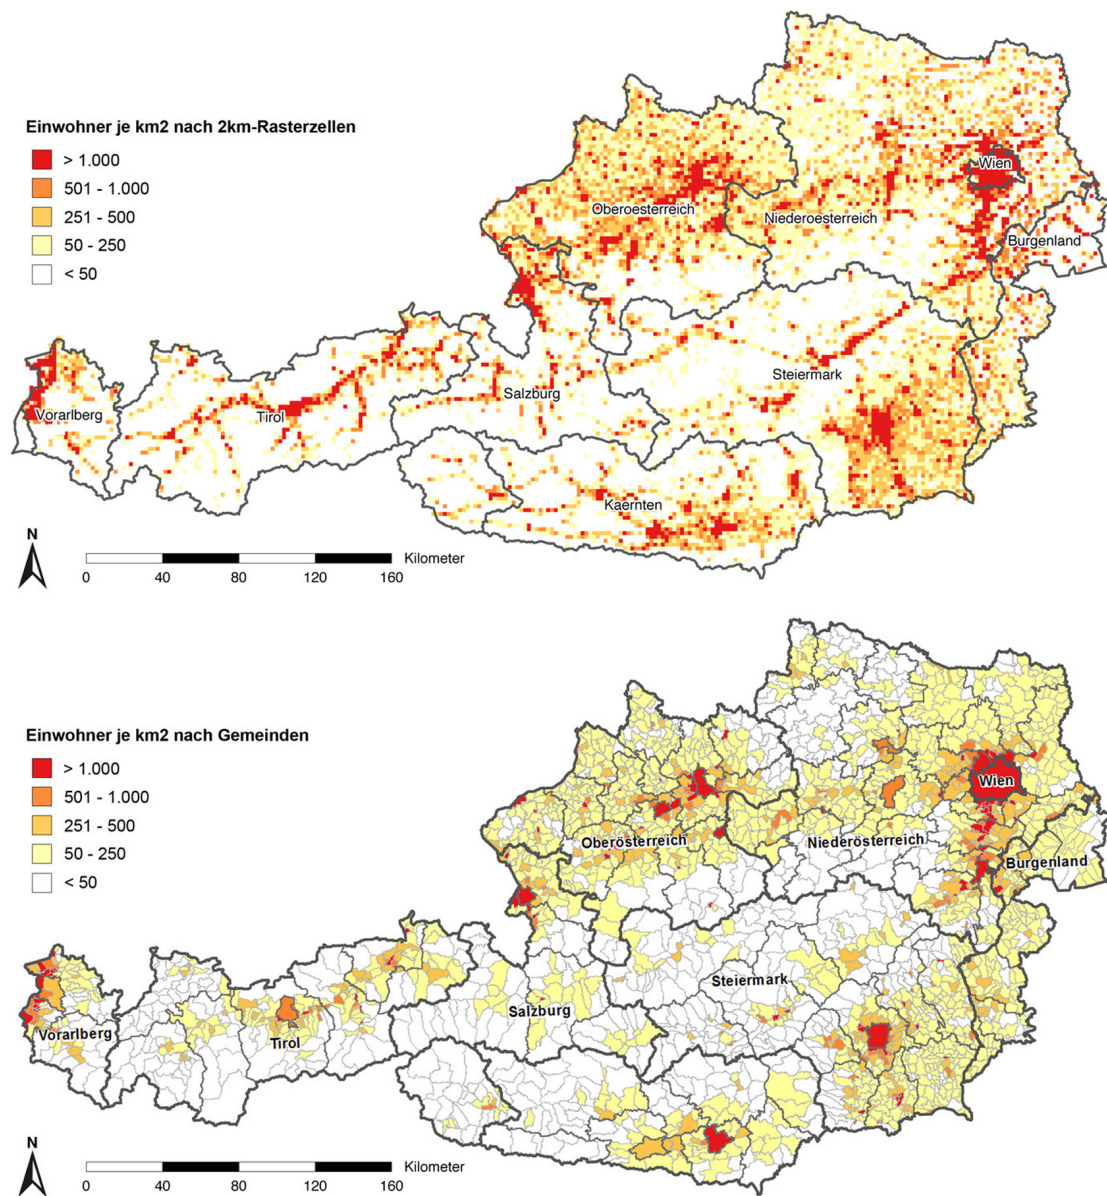 Einwohner je km2 nach 2km-Rasterzellen
> 1.000
501 - 1.000
251 - 500
50 - 250
< 50
Wien
Oberoesterreich
Niederoesterreich
Burgenland
Steiermark
Salzburg
Vorarlberg
Tirol
Kaernten
N
Kilometer
0 40 80 120 160
Einwohner je km2 nach Gemeinden
> 1.000
501 - 1.000
251 - 500
50 - 250
< 50
Wien
Oberösterreich
Niederösterreich
Burgenland
Steiermark
Salzburg
Vorarlberg
Tirol
N
Kilometer
0 40 80 120 160